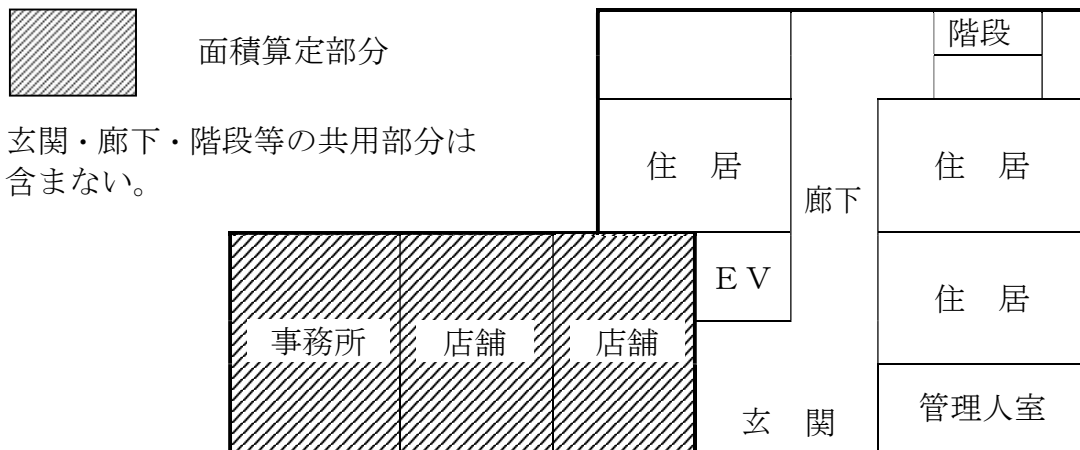 面積算定部分
玄関・廊下・階段等の共用部分は
含まない。
階段
住 居
廊下
住 居
ＥＶ
住 居
事務所
店舗
店舗
玄 関
管理人室